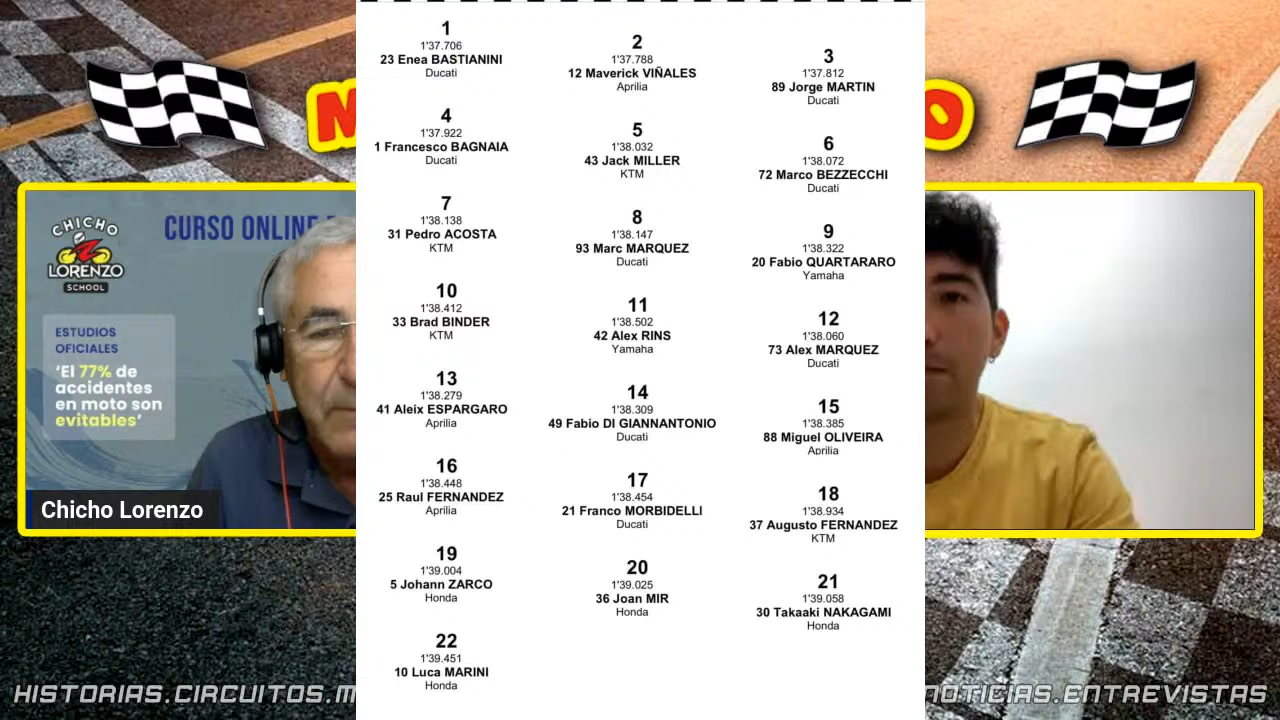 1
1'37.706
23 Enea BASTIANINI
Ducati
2
1'37.788
12 Maverick VIÑALES
Aprilia
3
1'37.812
89 Jorge MARTIN
Ducati
4
1'37.922
1 Francesco BAGNAIA
Ducati
5
1'38.032
43 Jack MILLER
KTM
6
1'38.072
72 Marco BEZZECCHI
Ducati
7
1'38.138
31 Pedro ACOSTA
KTM
8
1'38.147
93 Marc MARQUEZ
Ducati
9
1'38.322
20 Fabio QUARTARARO
Yamaha
10
1'38.412
33 Brad BINDER
KTM
11
1'38.502
42 Alex RINS
Yamaha
12
1'38.060
73 Alex MARQUEZ
Ducati
13
1'38.279
41 Aleix ESPARGARO
Aprilia
14
1'38.309
49 Fabio DI GIANNANTONIO
Ducati
15
1'38.385
88 Miguel OLIVEIRA
Aprilia
16
1'38.448
25 Raul FERNANDEZ
Aprilia
17
1'38.454
21 Franco MORBIDELLI
Ducati
18
1'38.934
37 Augusto FERNANDEZ
KTM
19
1'39.004
5 Johann ZARCO
Honda
20
1'39.025
36 Joan MIR
Honda
21
1'39.058
30 Takaaki NAKAGAMI
Honda
22
1'39.451
10 Luca MARINI
Honda
M
O
CHICHO
LORENZO
SCHOOL
CURSO ONLINE
ESTUDIOS
OFICIALES
‘El 77% de
accidentes
en moto son
evitables’
Chicho Lorenzo
HISTORIAS.CIRCUITOS.M
NOTICIAS.ENTREVISTAS